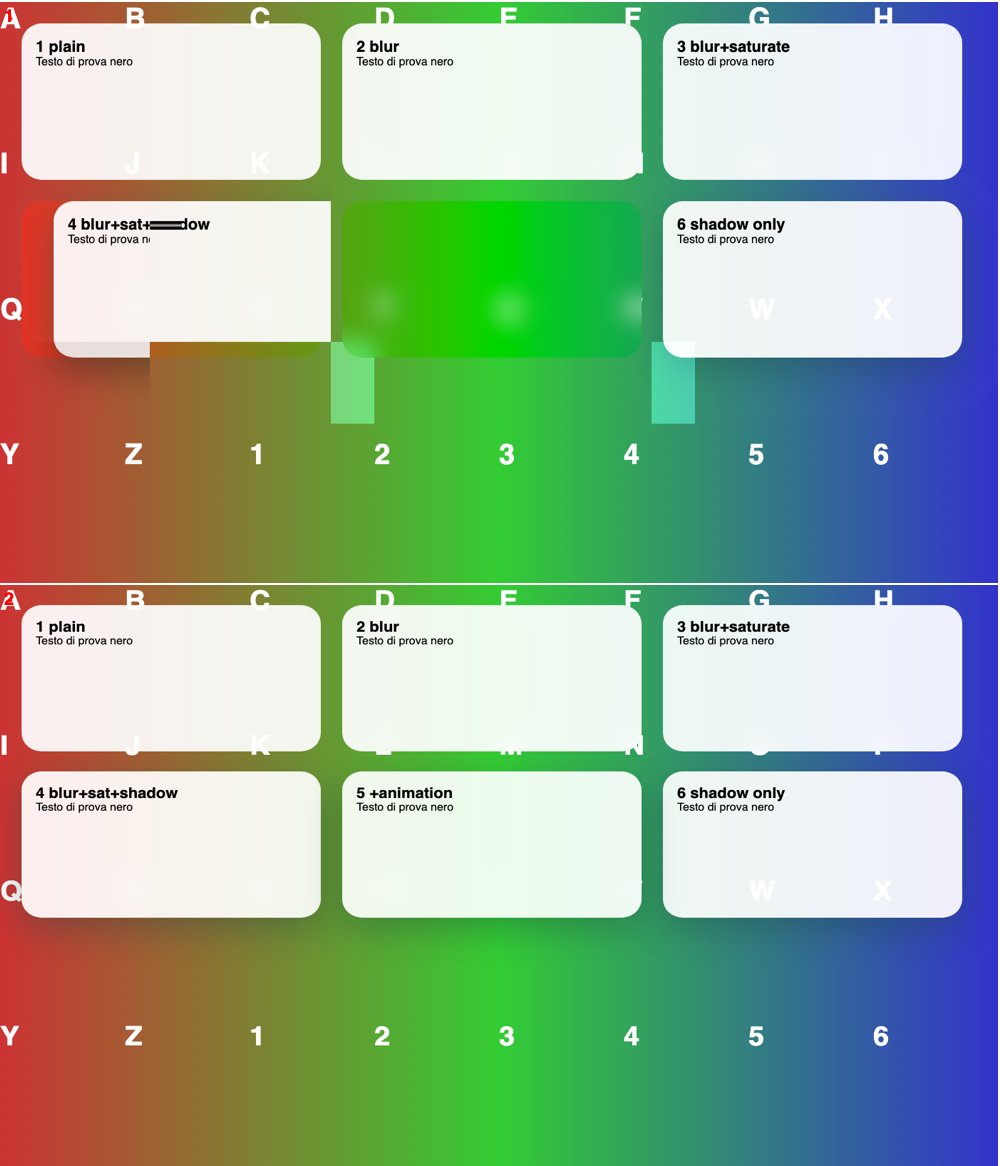 1
A B C D E F G H
1 plain
Testo di prova nero
2 blur
Testo di prova nero
3 blur+saturate
Testo di prova nero
I J K
4 blur+sat+ dow
Testo di prova
6 shadow only
Testo di prova nero
Q W X
Y Z 1 2 3 4 5 6
2
A B C D E F G H
1 plain
Testo di prova nero
2 blur
Testo di prova nero
3 blur+saturate
Testo di prova nero
I J K
4 blur+sat+shadow
Testo di prova nero
5 +animation
Testo di prova nero
6 shadow only
Testo di prova nero
Q W X
Y Z 1 2 3 4 5 6